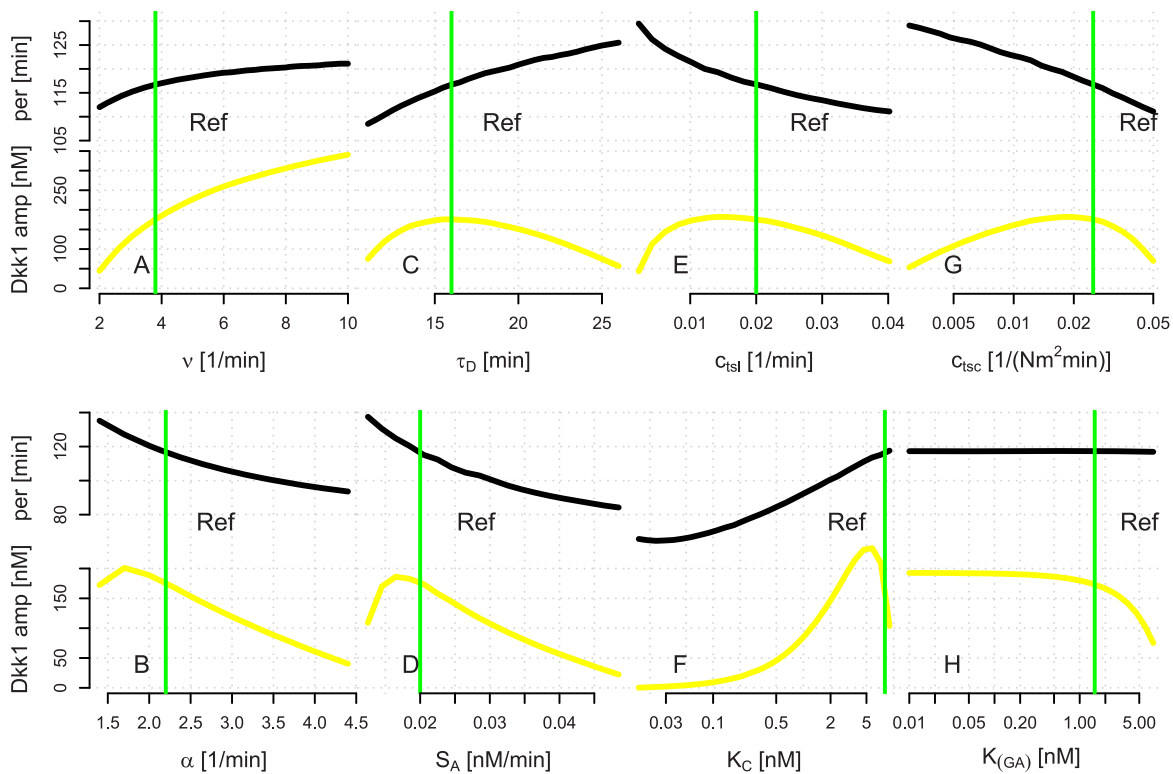 per [min]
105 115 125
Dkk1 amp [nM]
0 100 250
Ref Ref Ref Ref
A C E G
2 4 6 8 10
15 20 25
0.01 0.02 0.03 0.04
0.005 0.01 0.02 0.05
ν [1/min]
τD [min]
ctsl [1/min]
ctsc [1/(Nm²min)]
per [min]
80 120
Dkk1 amp [nM]
0 50 150
Ref Ref Ref Ref
B D F H
1.5 2.0 2.5 3.0 3.5 4.0 4.5
0.02 0.03 0.04
0.03 0.1 0.5 2 5
0.01 0.05 0.20 1.00 5.00
α [1/min]
SA [nM/min]
KC [nM]
K(GA) [nM]